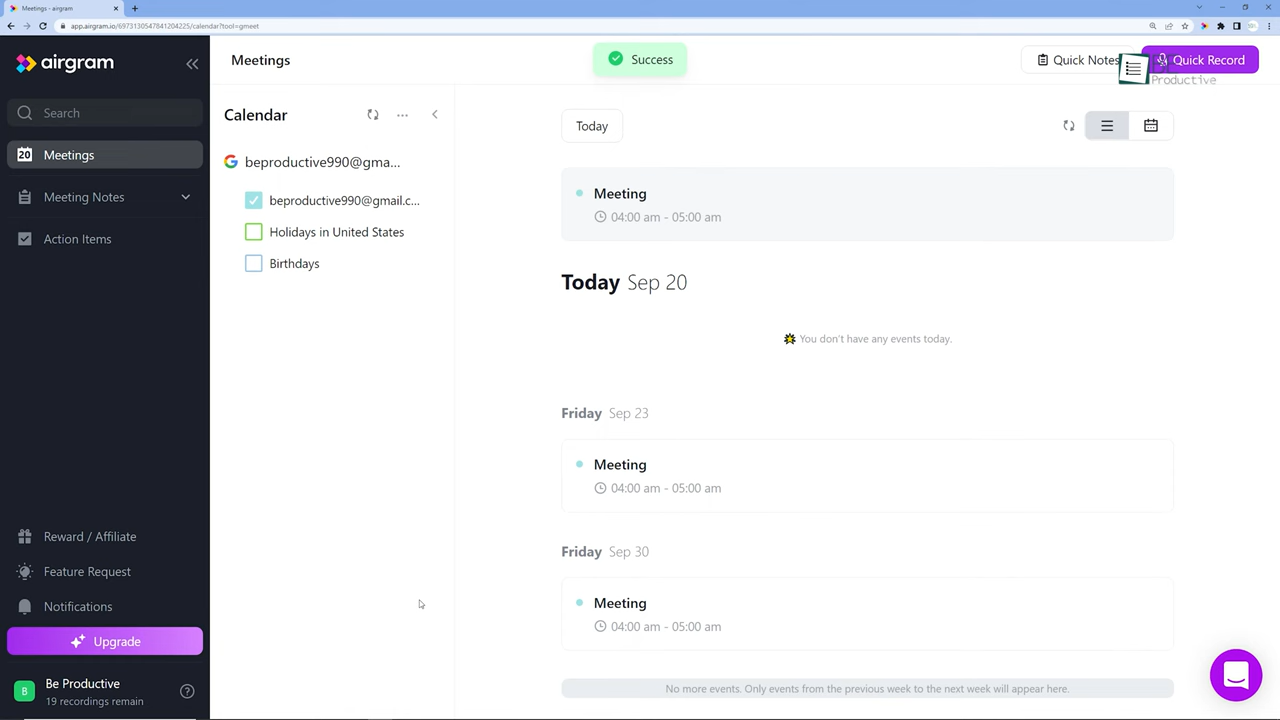 Meetings - airgram
app.airgram.io/6973130547841204225/calendar?tool=gmeet
airgram
Search
20 Meetings
Meeting Notes
Action Items
Reward / Affiliate
Feature Request
Notifications
Upgrade
B Be Productive
19 recordings remain
Meetings
Success
Quick Notes
Quick Record
Productive
Calendar
beproductive990@gma...
beproductive990@gmail.c...
Holidays in United States
Birthdays
Today
Meeting
04:00 am - 05:00 am
Today Sep 20
You don't have any events today.
Friday Sep 23
Meeting
04:00 am - 05:00 am
Friday Sep 30
Meeting
04:00 am - 05:00 am
No more events. Only events from the previous week to the next week will appear here.